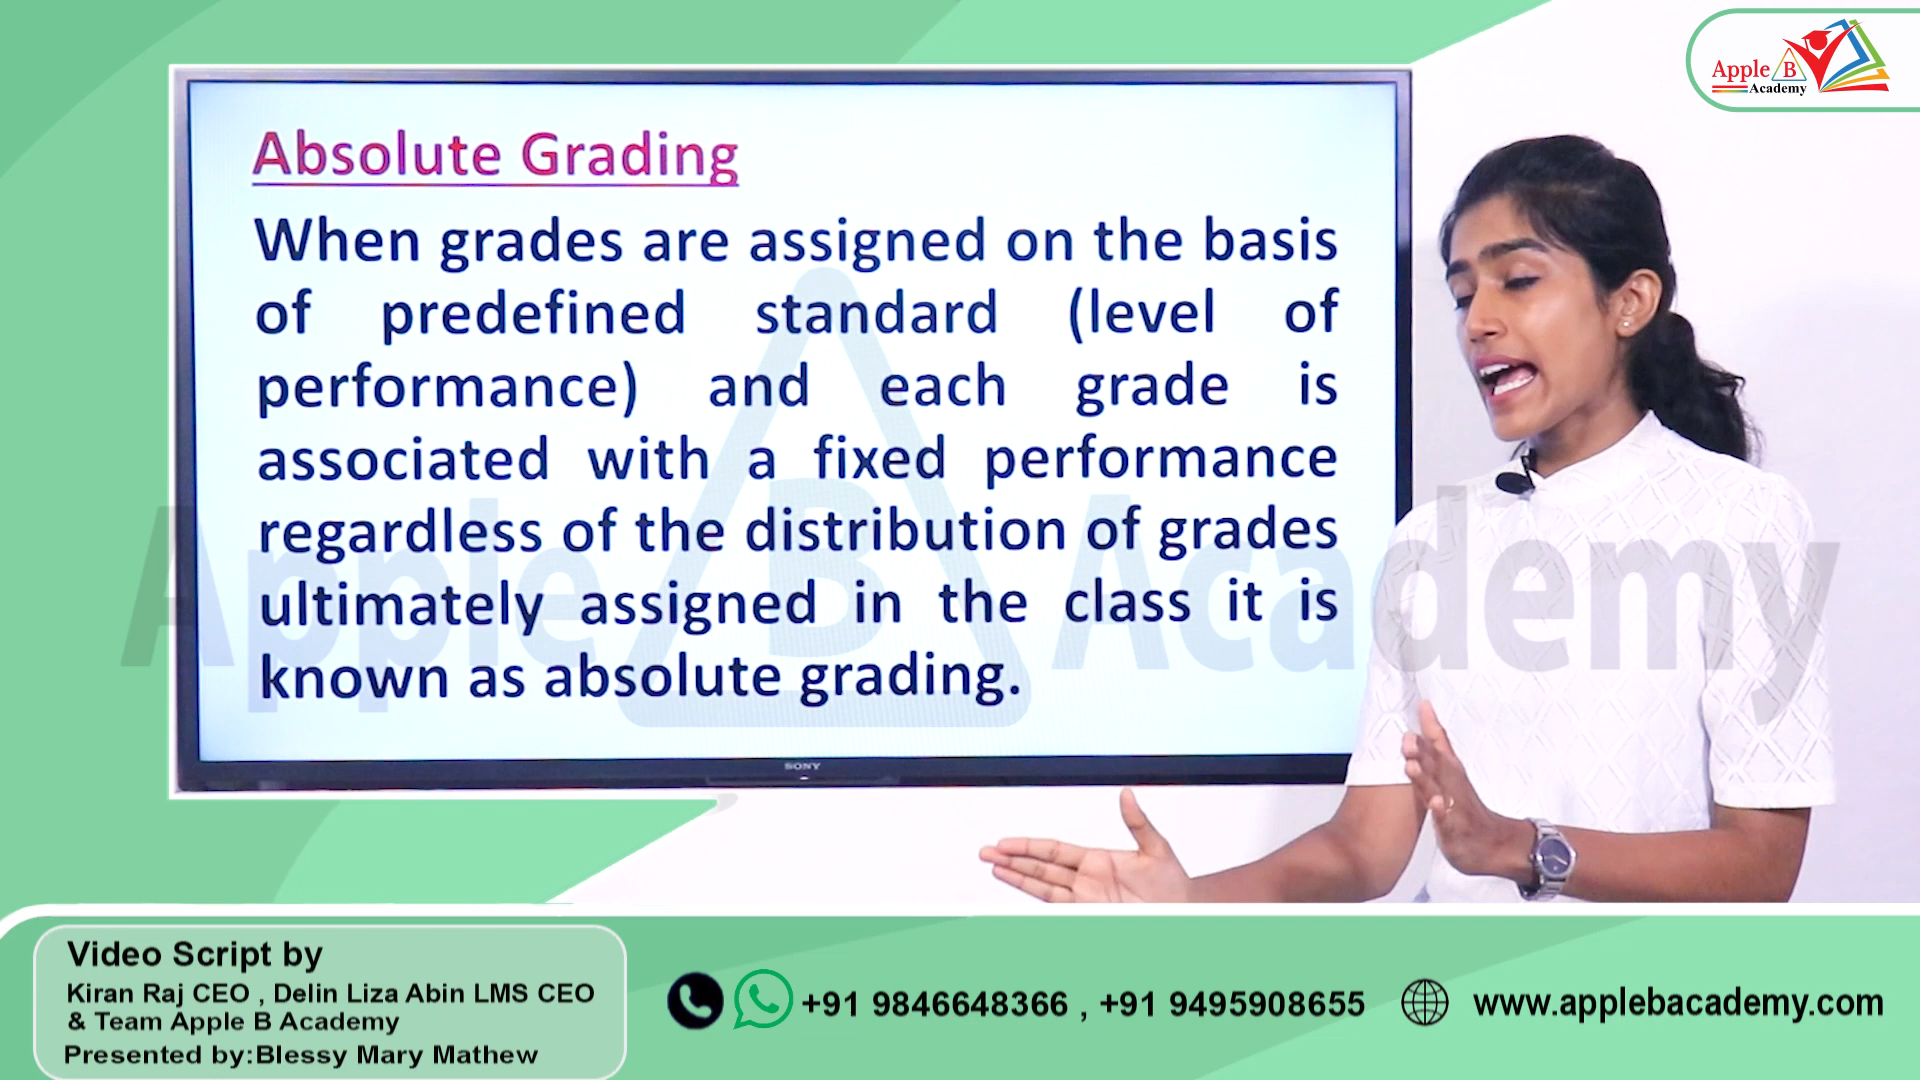 Apple B
Academy
Absolute Grading
When grades are assigned on the basis
of predefined standard (level of
performance) and each grade is
associated with a fixed performance
regardless of the distribution of grades
ultimately assigned in the class it is
known as absolute grading.
Apple B Academy
SONY
Video Script by
Kiran Raj CEO , Delin Liza Abin LMS CEO
& Team Apple B Academy
Presented by:Blessy Mary Mathew
+91 9846648366 , +91 9495908655
www.applebacademy.com